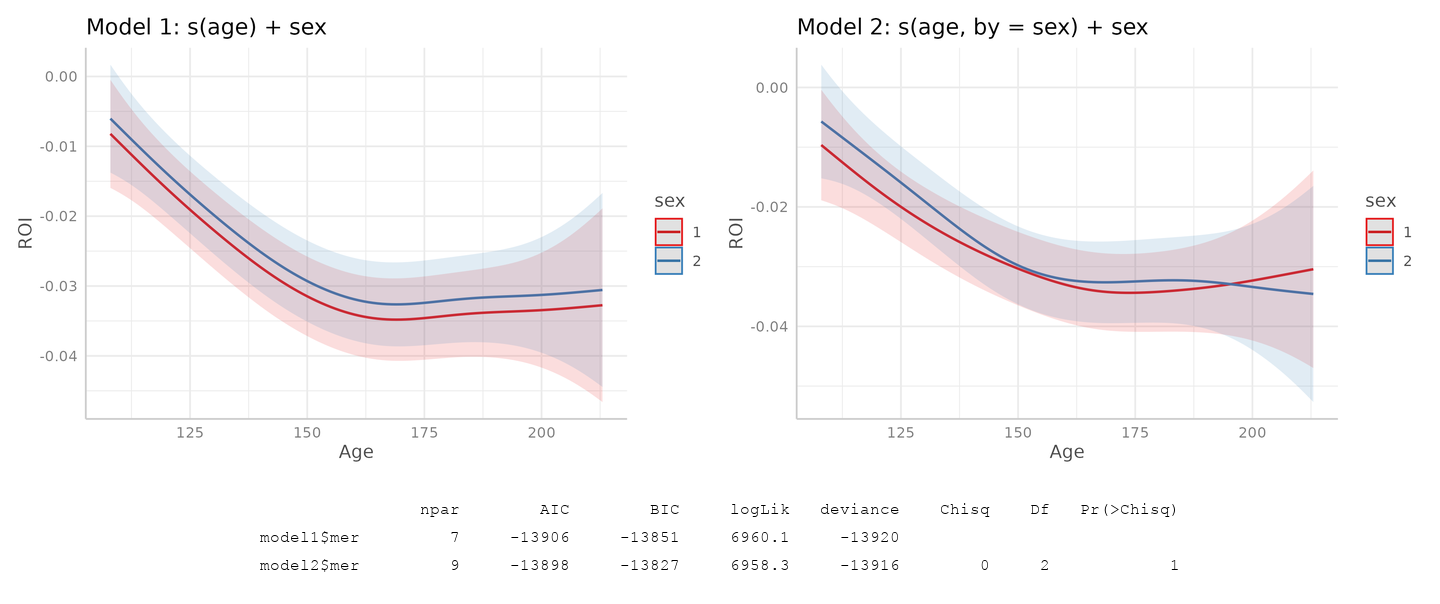 Model 1: s(age) + sex
0.00
-0.01
-0.02
-0.03
-0.04
ROI
125 150 175 200
Age
sex
1
2
Model 2: s(age, by = sex) + sex
0.00
-0.02
-0.04
ROI
125 150 175 200
Age
sex
1
2
npar AIC BIC logLik deviance Chisq Df Pr(>Chisq)
model1$mer 7 -13906 -13851 6960.1 -13920
model2$mer 9 -13898 -13827 6958.3 -13916 0 2 1